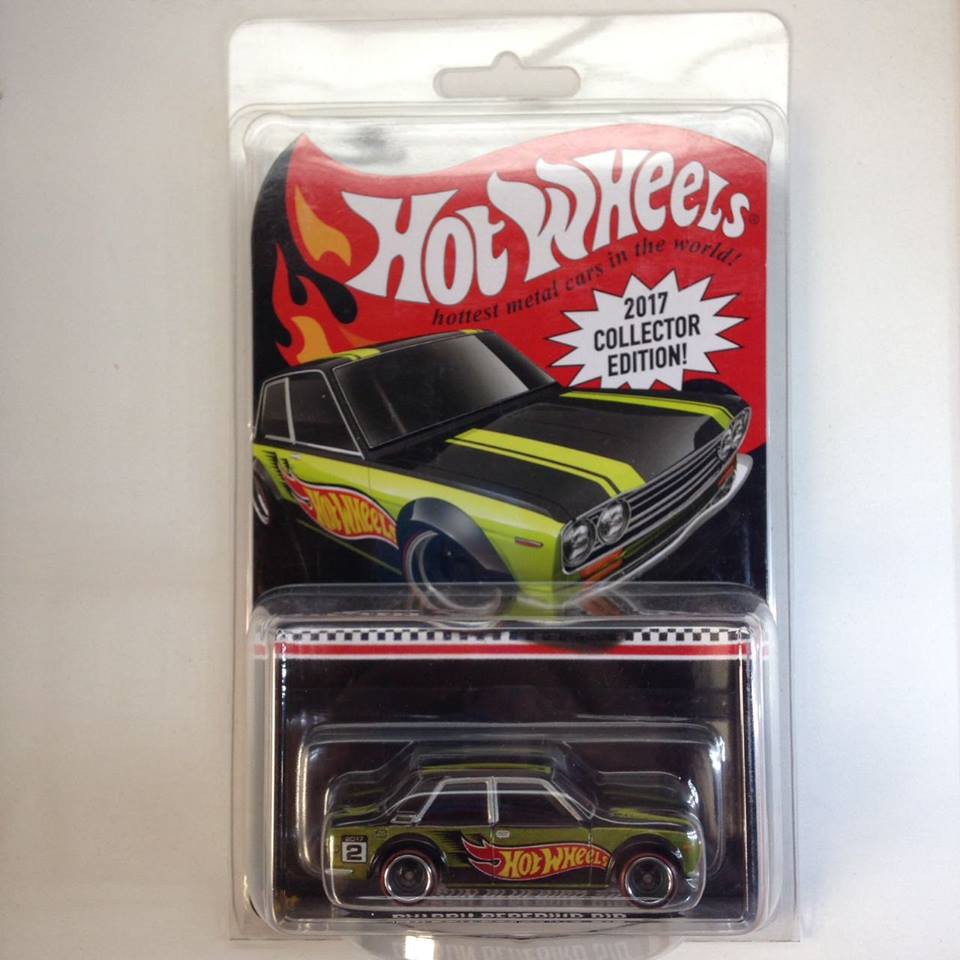 Hot Wheels®
hottest metal cars in the world!
2017
COLLECTOR
EDITION!
Hot Wheels
2017
2
Hot Wheels